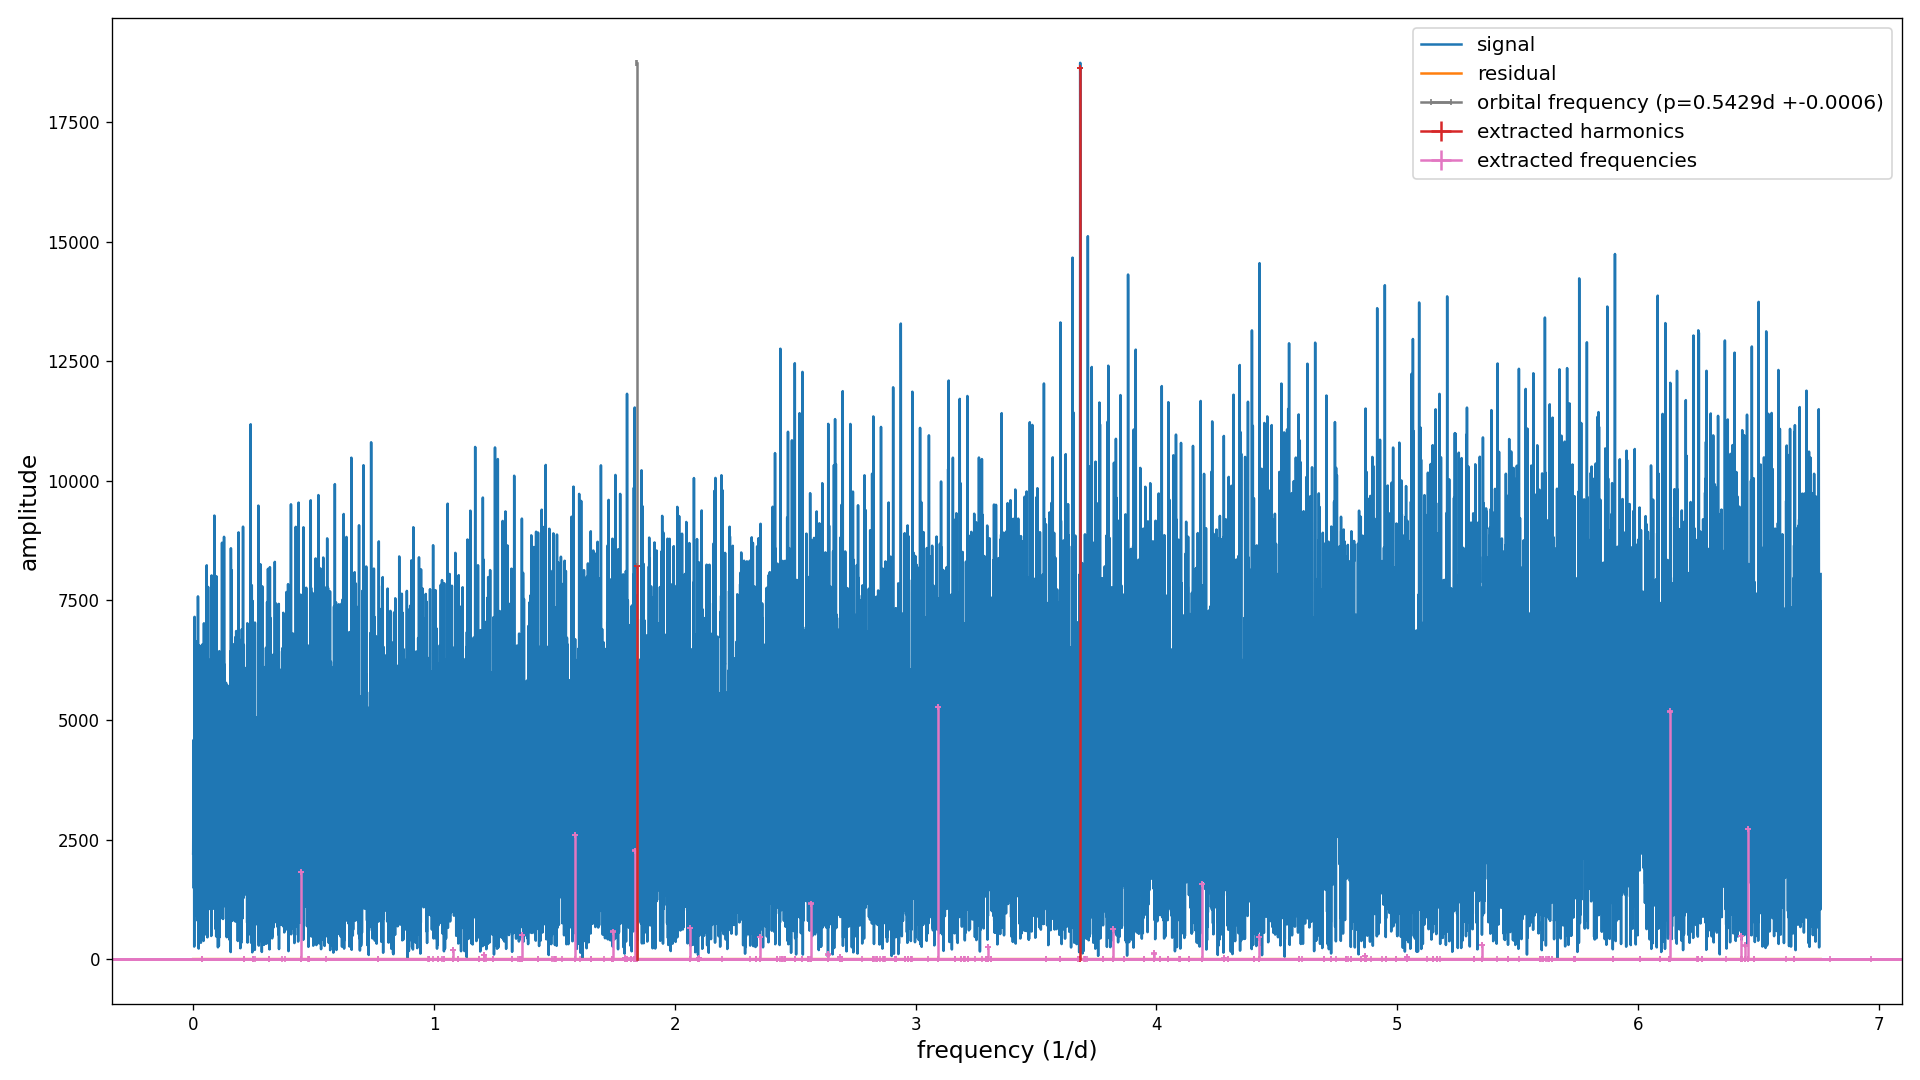 signal
residual
orbital frequency (p=0.5429d +-0.0006)
extracted harmonics
extracted frequencies
amplitude
17500
15000
12500
10000
7500
5000
2500
0
0 1 2 3 4 5 6 7
frequency (1/d)